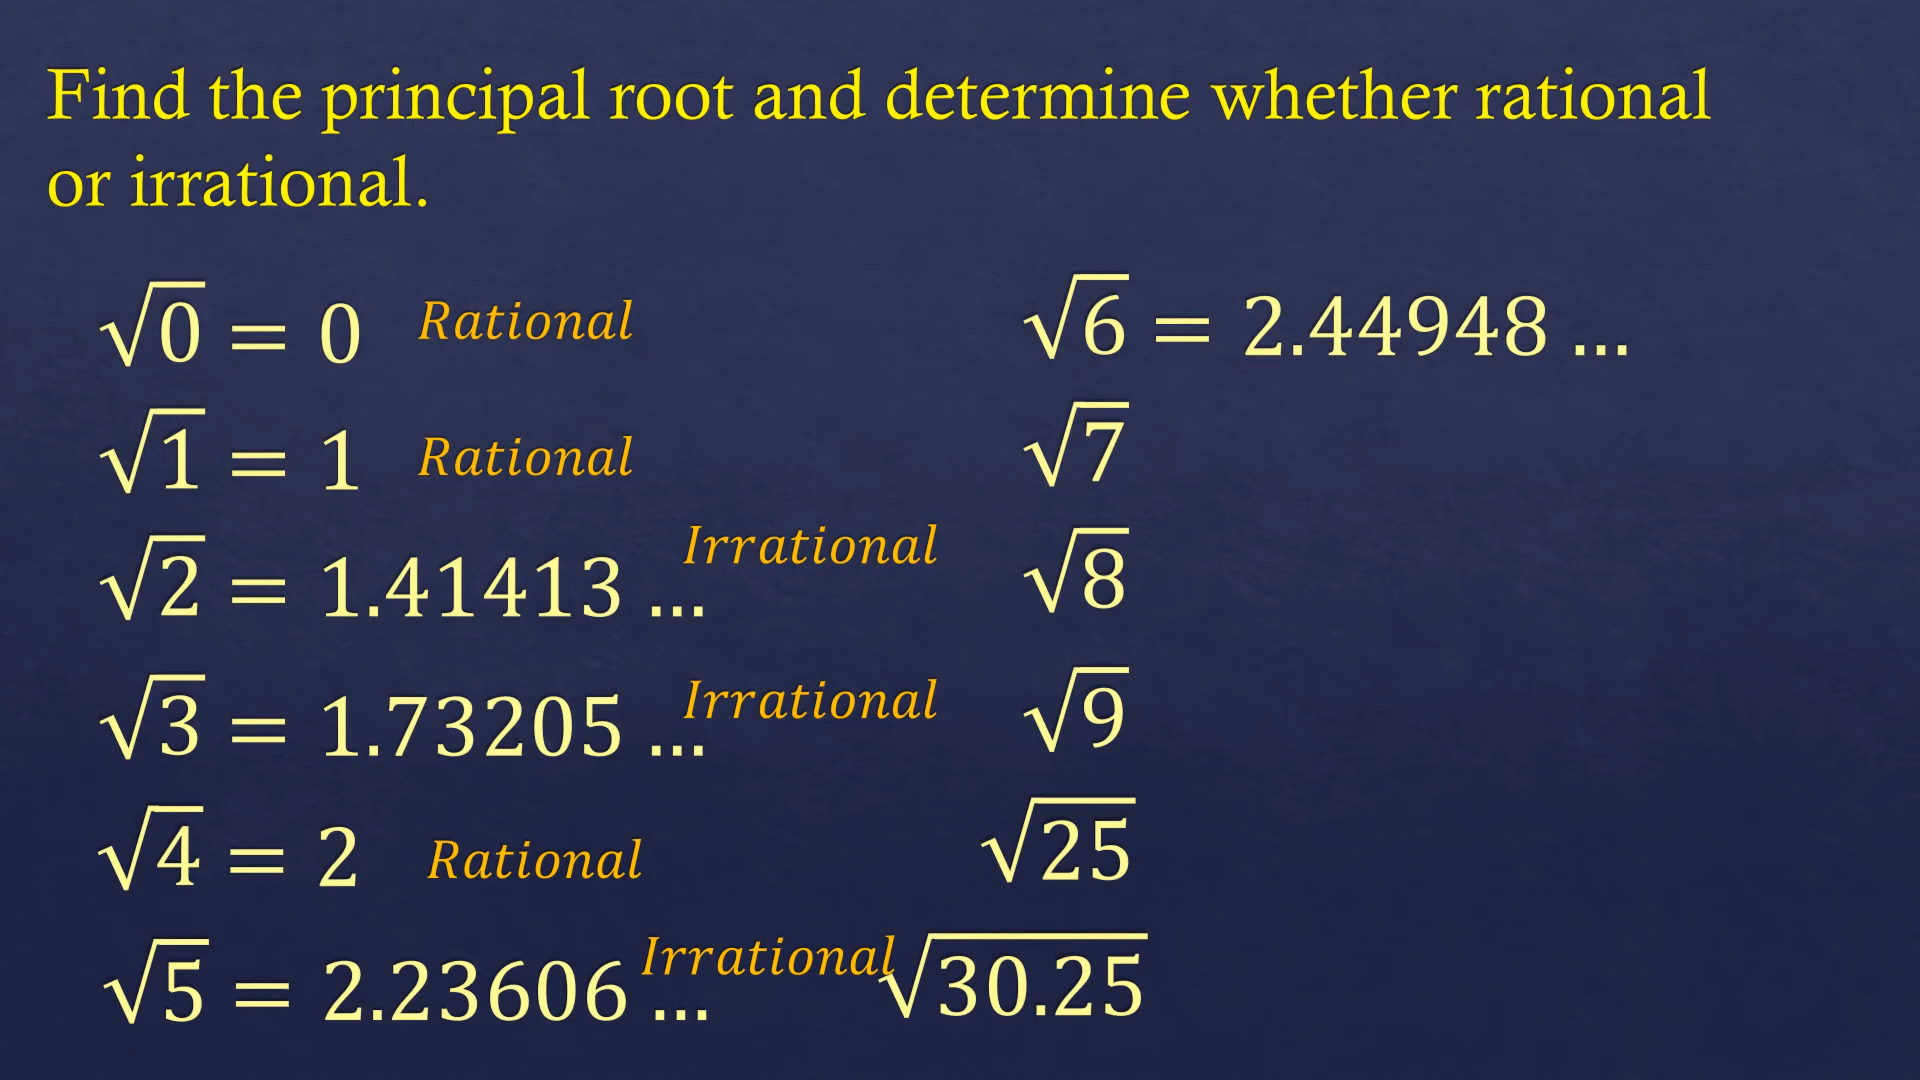 Find the principal root and determine whether rational
or irrational.
√0 = 0 Rational
√1 = 1 Rational
√2 = 1.41413 ... Irrational
√3 = 1.73205 ... Irrational
√4 = 2 Rational
√5 = 2.23606 ... Irrational
√6 = 2.44948 ...
√7
√8
√9
√25
√30.25